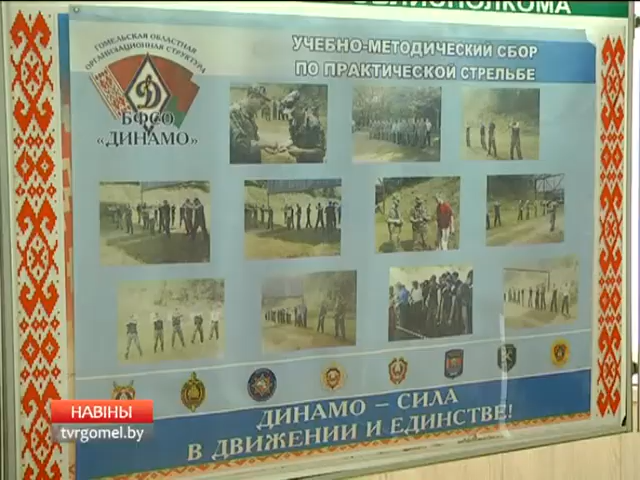 ОБЛИСПОЛКОМА
ГОМЕЛЬСКАЯ ОБЛАСТНАЯ
ОРГАНИЗАЦИОННАЯ СТРУКТУРА
Д
БФСО
«ДИНАМО»
УЧЕБНО-МЕТОДИЧЕСКИЙ СБОР
ПО ПРАКТИЧЕСКОЙ СТРЕЛЬБЕ
ДИНАМО – СИЛА
В ДВИЖЕНИИ И ЕДИНСТВЕ!
НАВІНЫ
tvrgomel.by